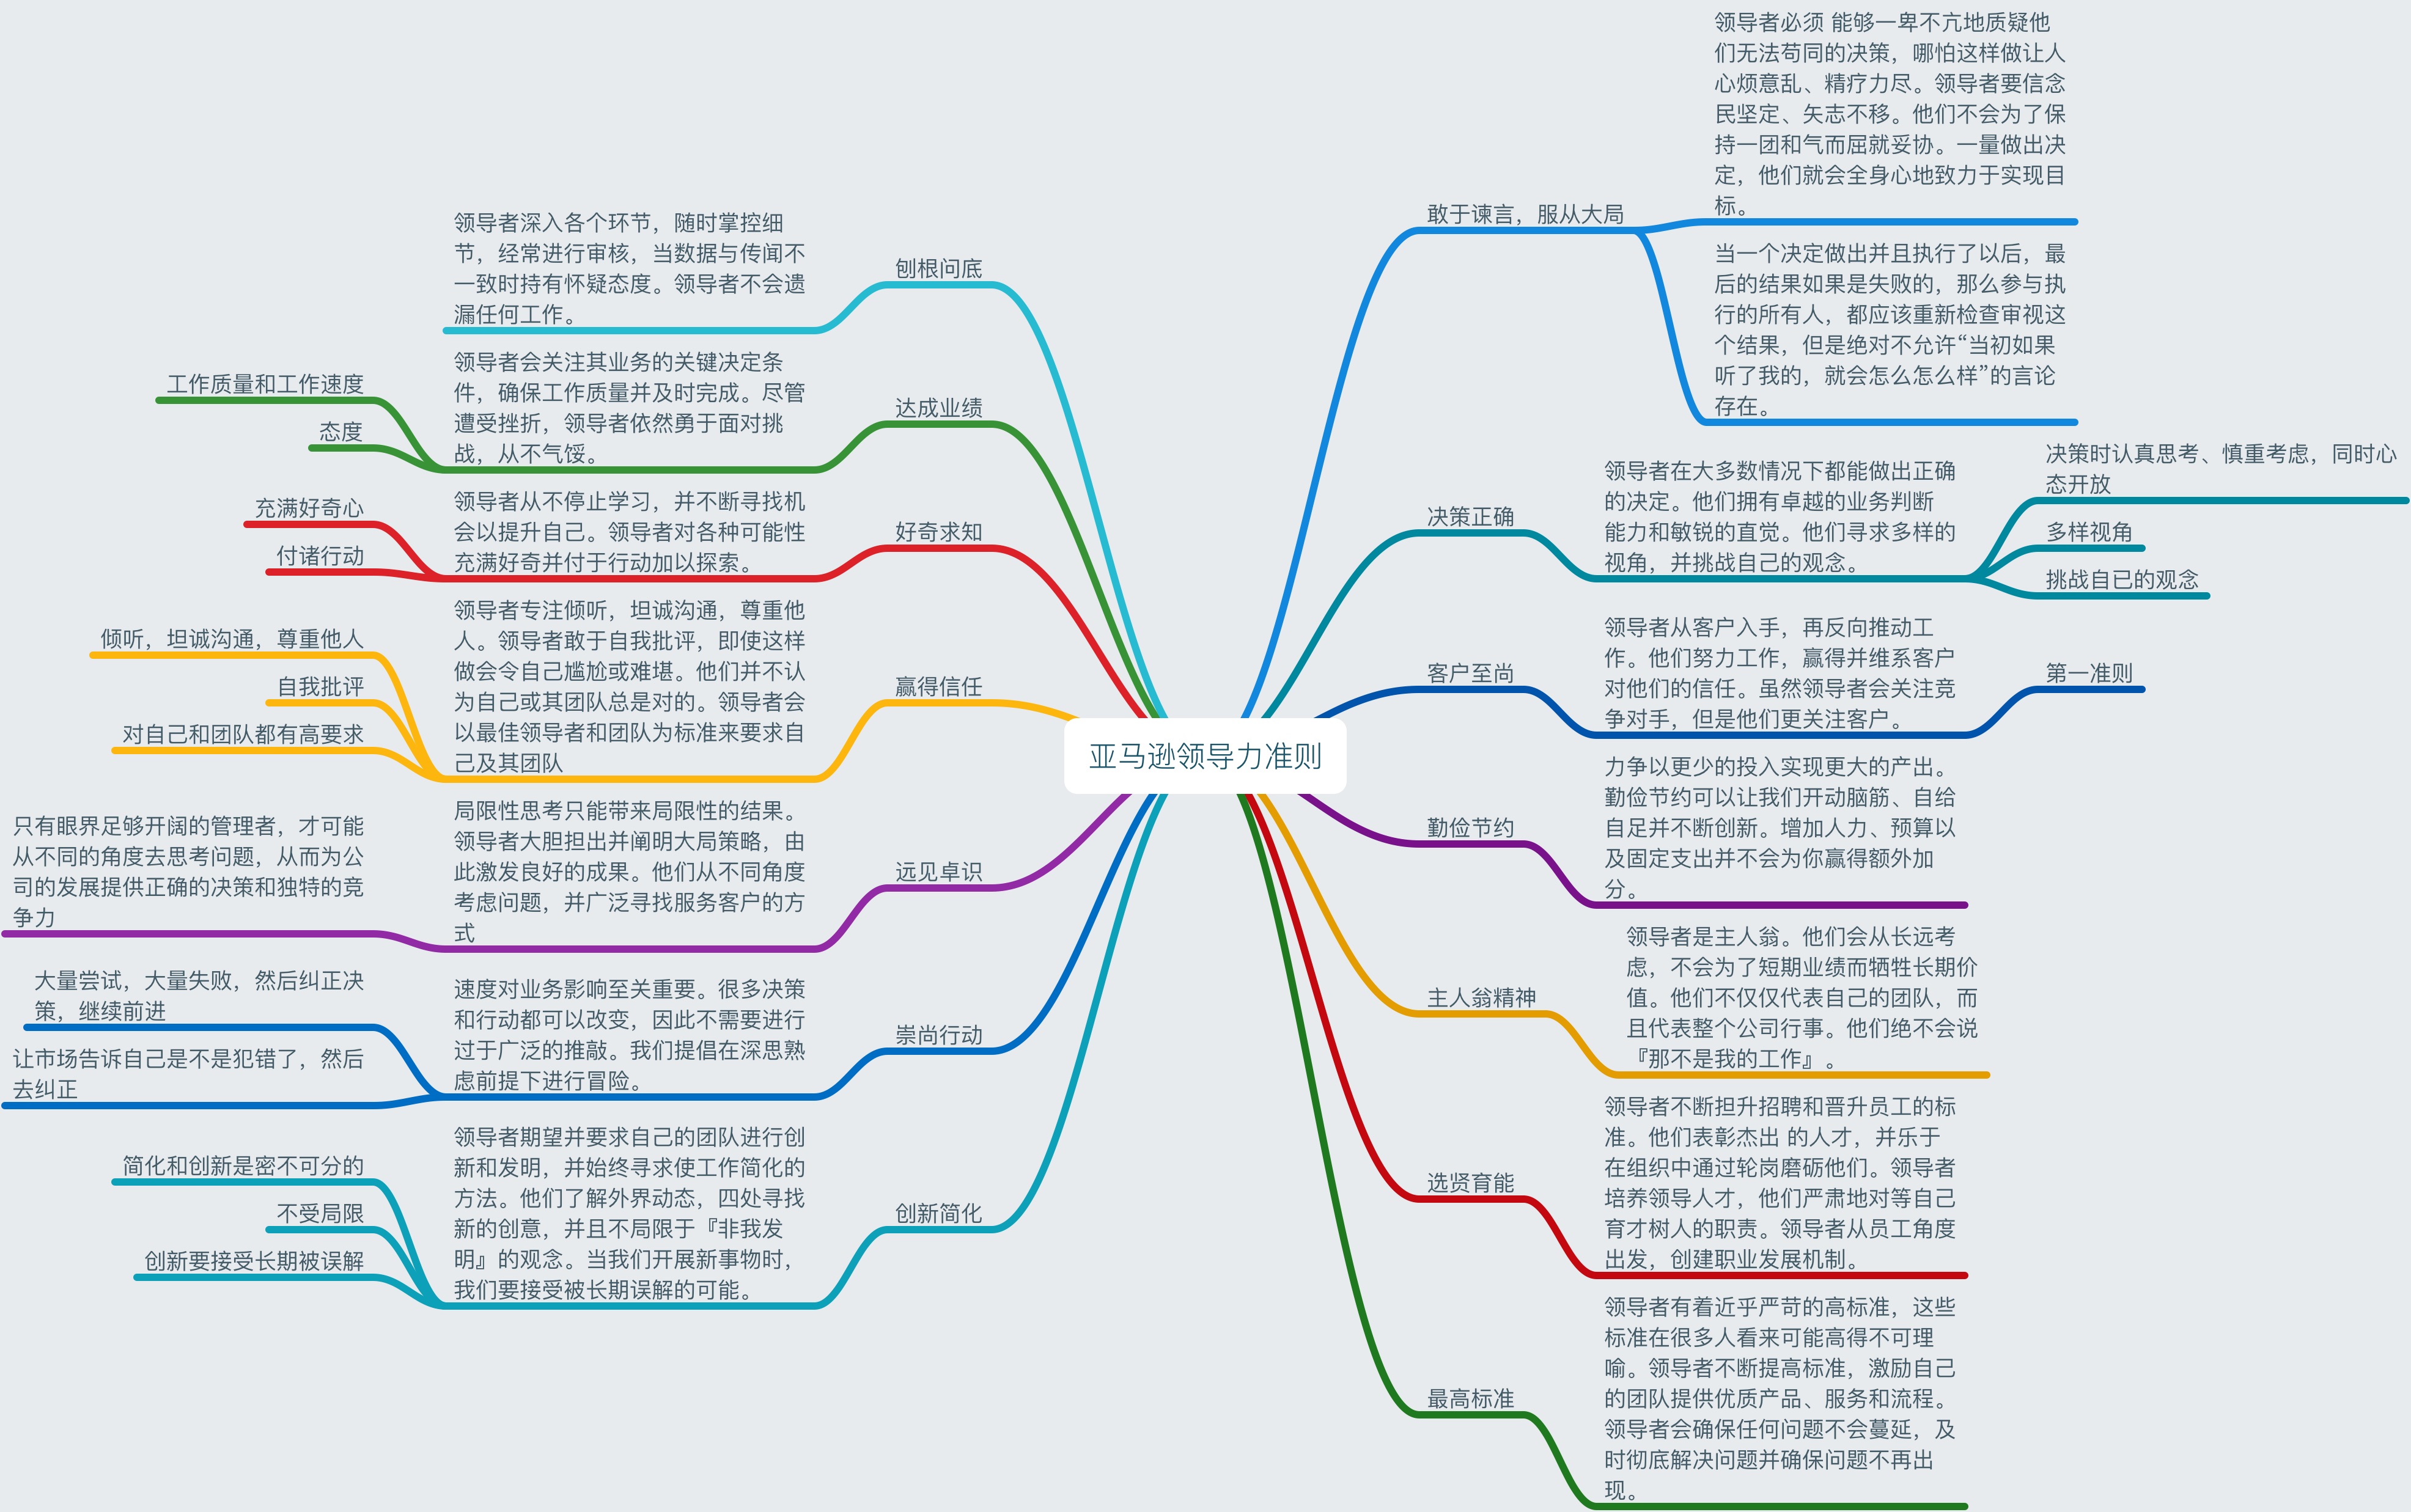 亚马逊领导力准则
敢于谏言，服从大局
领导者必须 能够一卑不亢地质疑他
们无法苟同的决策，哪怕这样做让人
心烦意乱、精疗力尽。领导者要信念
民坚定、矢志不移。他们不会为了保
持一团和气而屈就妥协。一量做出决
定，他们就会全身心地致力于实现目
标。
当一个决定做出并且执行了以后，最
后的结果如果是失败的，那么参与执
行的所有人，都应该重新检查审视这
个结果，但是绝对不允许“当初如果
听了我的，就会怎么怎么样”的言论
存在。
决策正确
领导者在大多数情况下都能做出正确
的决定。他们拥有卓越的业务判断
能力和敏锐的直觉。他们寻求多样的
视角，并挑战自己的观念。
决策时认真思考、慎重考虑，同时心
态开放
多样视角
挑战自已的观念
客户至尚
领导者从客户入手，再反向推动工
作。他们努力工作，赢得并维系客户
对他们的信任。虽然领导者会关注竞
争对手，但是他们更关注客户。
第一准则
勤俭节约
力争以更少的投入实现更大的产出。
勤俭节约可以让我们开动脑筋、自给
自足并不断创新。增加人力、预算以
及固定支出并不会为你赢得额外加
分。
主人翁精神
领导者是主人翁。他们会从长远考
虑，不会为了短期业绩而牺牲长期价
值。他们不仅仅代表自己的团队，而
且代表整个公司行事。他们绝不会说
『那不是我的工作』。
选贤育能
领导者不断担升招聘和晋升员工的标
准。他们表彰杰出 的人才，并乐于
在组织中通过轮岗磨砺他们。领导者
培养领导人才，他们严肃地对等自己
育才树人的职责。领导者从员工角度
出发，创建职业发展机制。
最高标准
领导者有着近乎严苛的高标准，这些
标准在很多人看来可能高得不可理
喻。领导者不断提高标准，激励自己
的团队提供优质产品、服务和流程。
领导者会确保任何问题不会蔓延，及
时彻底解决问题并确保问题不再出
现。
刨根问底
领导者深入各个环节，随时掌控细
节，经常进行审核，当数据与传闻不
一致时持有怀疑态度。领导者不会遗
漏任何工作。
达成业绩
领导者会关注其业务的关键决定条
件，确保工作质量并及时完成。尽管
遭受挫折，领导者依然勇于面对挑
战，从不气馁。
工作质量和工作速度
态度
好奇求知
领导者从不停止学习，并不断寻找机
会以提升自己。领导者对各种可能性
充满好奇并付于行动加以探索。
充满好奇心
付诸行动
赢得信任
领导者专注倾听，坦诚沟通，尊重他
人。领导者敢于自我批评，即使这样
做会令自己尴尬或难堪。他们并不认
为自己或其团队总是对的。领导者会
以最佳领导者和团队为标准来要求自
己及其团队
倾听，坦诚沟通，尊重他人
自我批评
对自己和团队都有高要求
远见卓识
局限性思考只能带来局限性的结果。
领导者大胆担出并阐明大局策略，由
此激发良好的成果。他们从不同角度
考虑问题，并广泛寻找服务客户的方
式
只有眼界足够开阔的管理者，才可能
从不同的角度去思考问题，从而为公
司的发展提供正确的决策和独特的竞
争力
崇尚行动
速度对业务影响至关重要。很多决策
和行动都可以改变，因此不需要进行
过于广泛的推敲。我们提倡在深思熟
虑前提下进行冒险。
大量尝试，大量失败，然后纠正决
策，继续前进
让市场告诉自己是不是犯错了，然后
去纠正
创新简化
领导者期望并要求自己的团队进行创
新和发明，并始终寻求使工作简化的
方法。他们了解外界动态，四处寻找
新的创意，并且不局限于『非我发
明』的观念。当我们开展新事物时，
我们要接受被长期误解的可能。
简化和创新是密不可分的
不受局限
创新要接受长期被误解